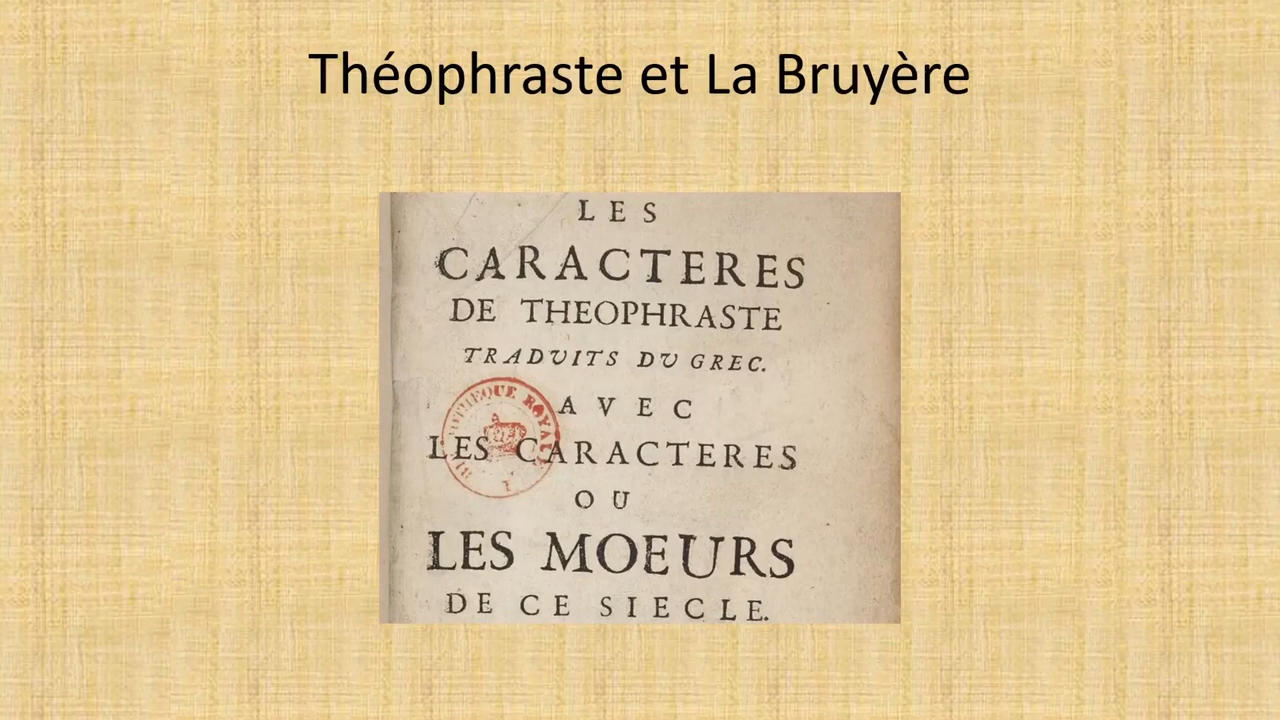 Théophraste et La Bruyère
LES
CARACTERES
DE THEOPHRASTE
TRADUITS DU GREC.
AVEC
LES CARACTERES
OU
LES MOEURS
DE CE SIECLE.